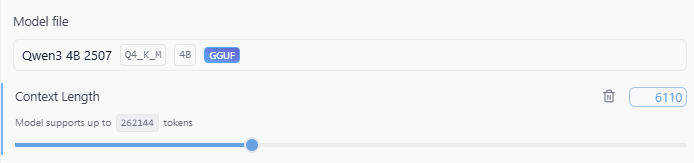 Model file
Qwen3 4B 2507 Q4_K_M 4B GGUF
Context Length 6110
Model supports up to 262144 tokens